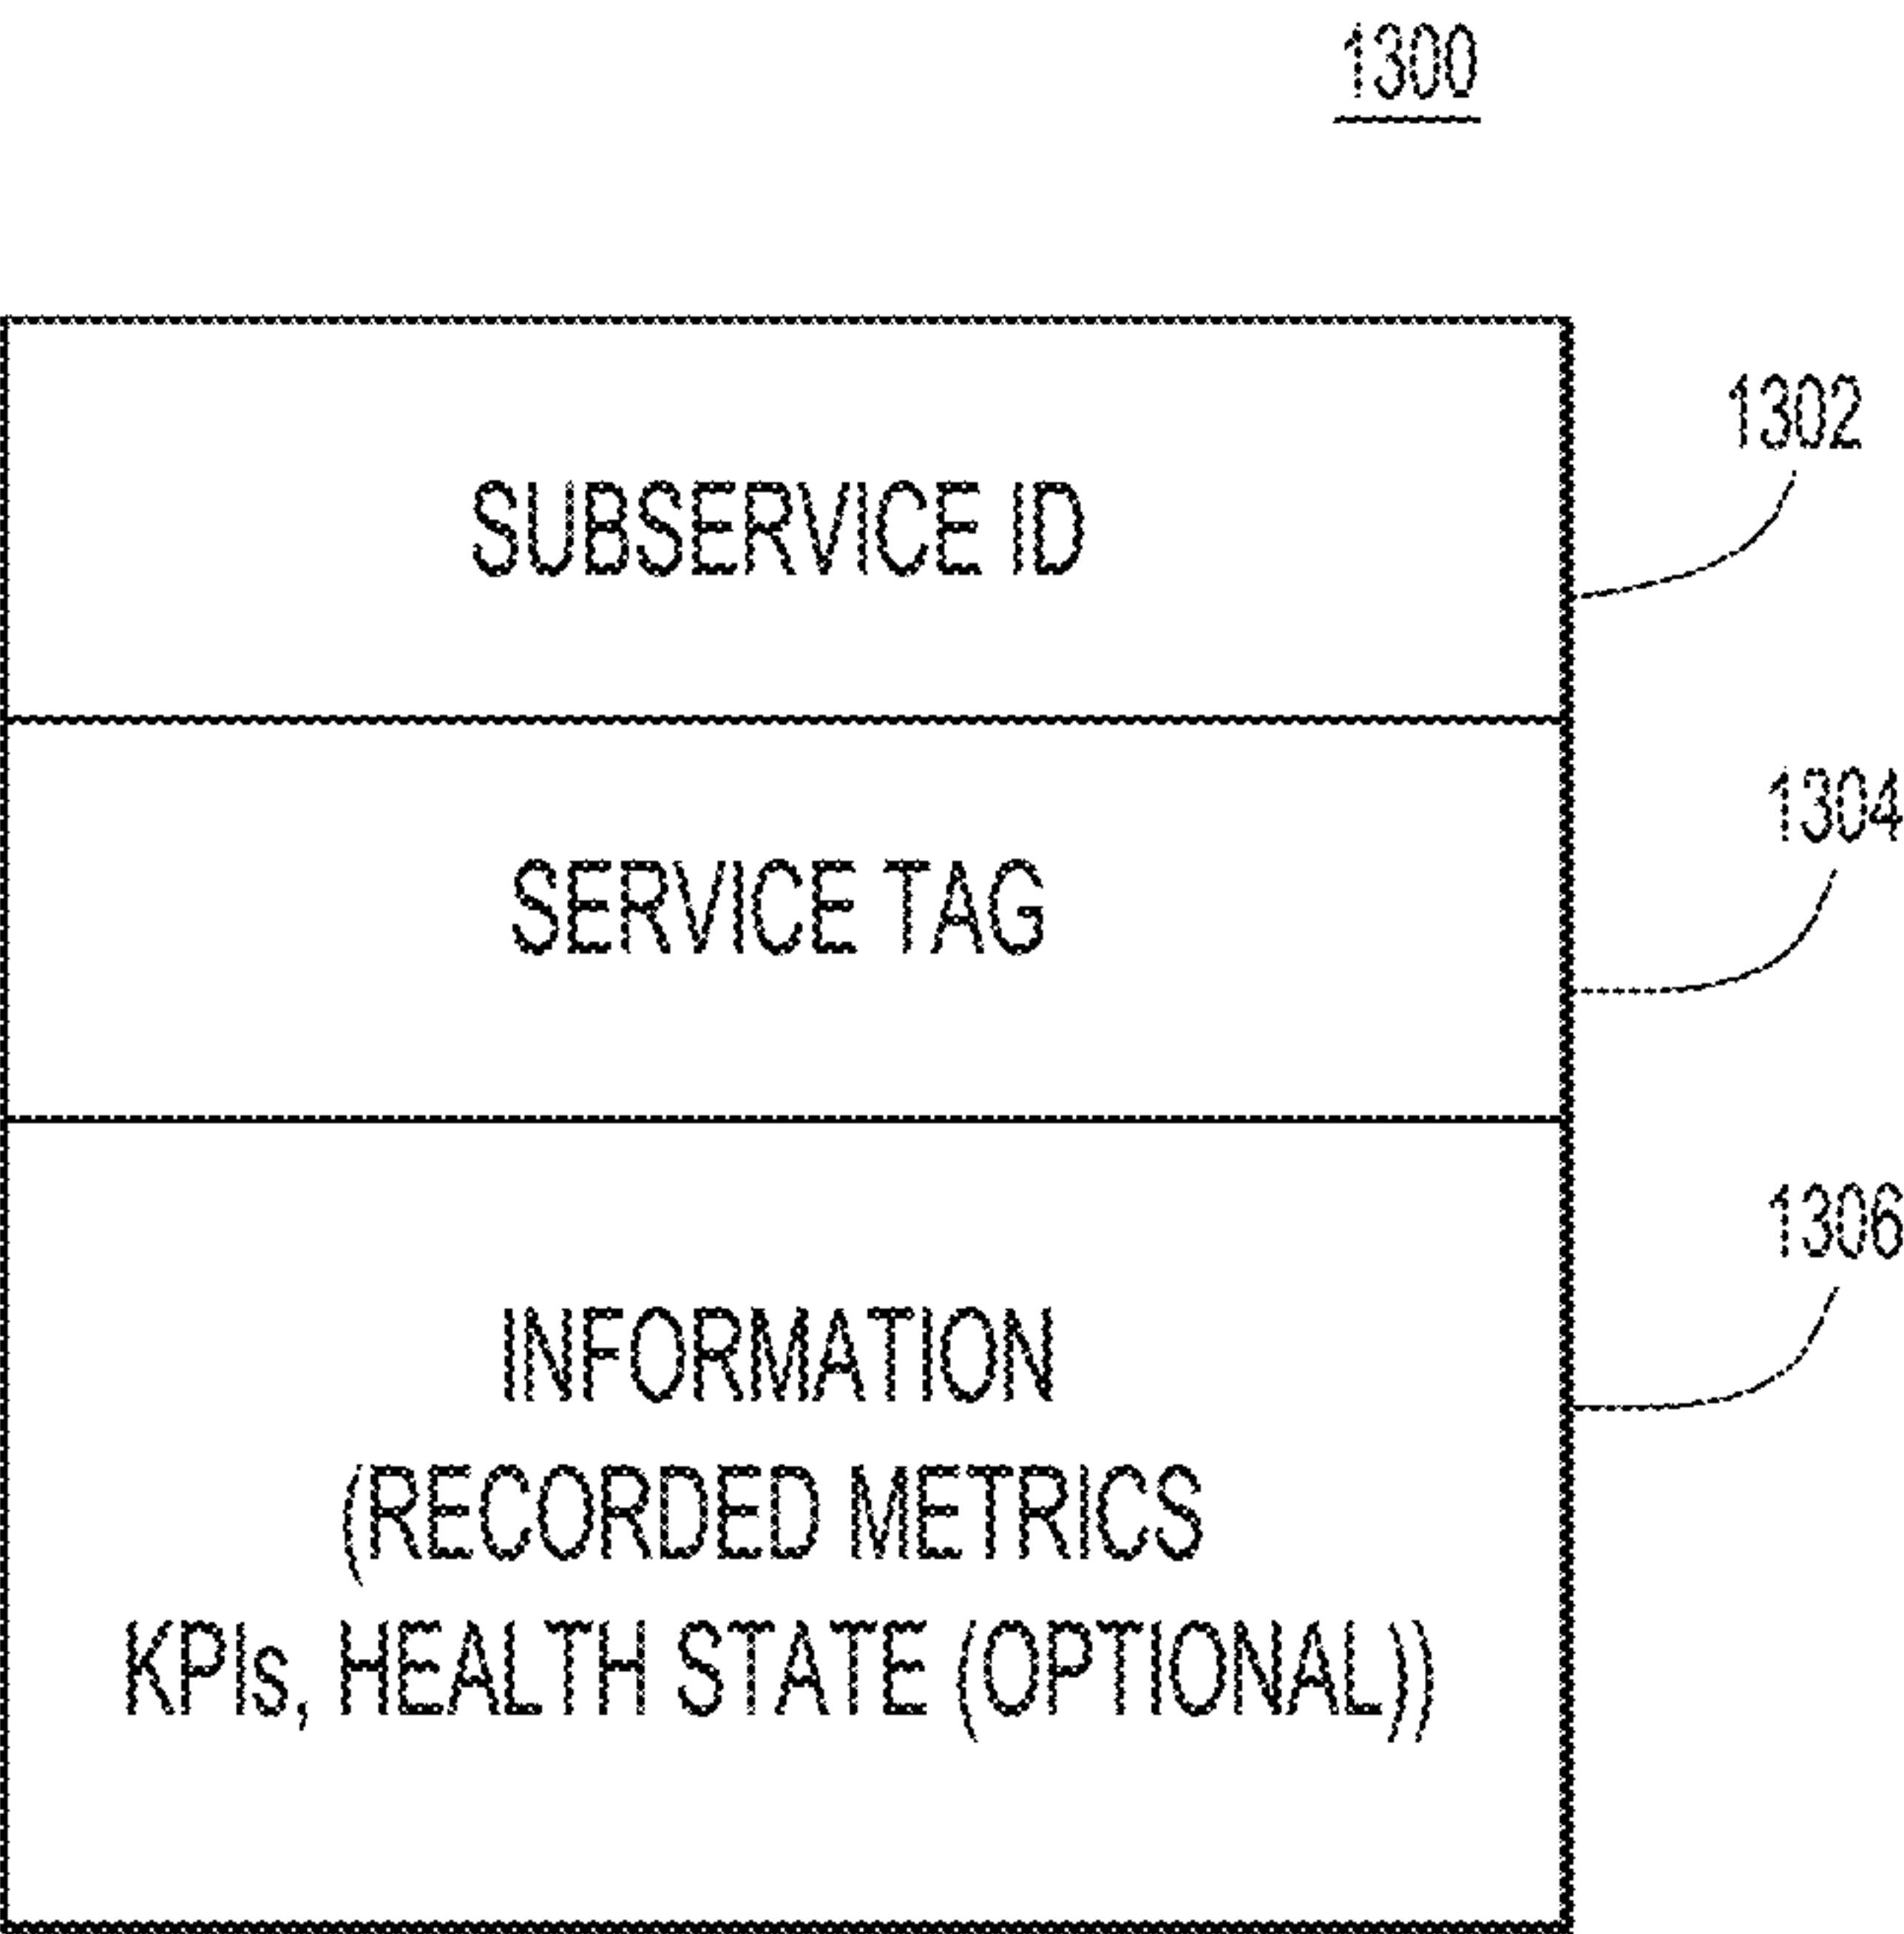 1300
1302
SUBSERVICE ID
1304
SERVICE TAG
1306
INFORMATION
(RECORDED METRICS
KPIs, HEALTH STATE (OPTIONAL))